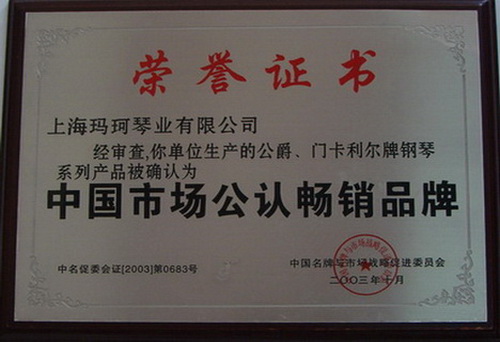 荣誉证书
上海玛珂琴业有限公司
经审查,你单位生产的公爵、门卡利尔牌钢琴
系列产品被确认为
中国市场公认畅销品牌
中名促委会证[2003]第0683号
中国名牌与市场战略促进委员会
二〇〇三年十月